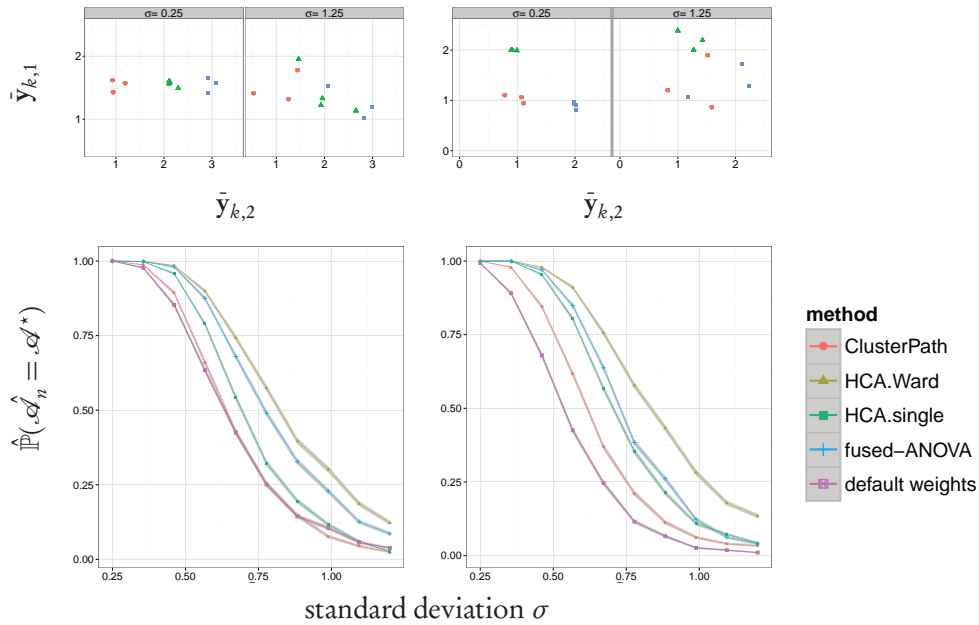 σ= 0.25
σ= 1.25
σ= 0.25
σ= 1.25
ȳk,1
2
1
2
1
0
1
2
3
1
2
3
0
1
2
0
1
2
ȳk,2
ȳk,2
ℙ̂(𝒜̂n = 𝒜⋆)
1.00
0.75
0.50
0.25
0.00
1.00
0.75
0.50
0.25
0.00
0.25
0.50
0.75
1.00
0.25
0.50
0.75
1.00
standard deviation σ
method
ClusterPath
HCA.Ward
HCA.single
fused−ANOVA
default weights